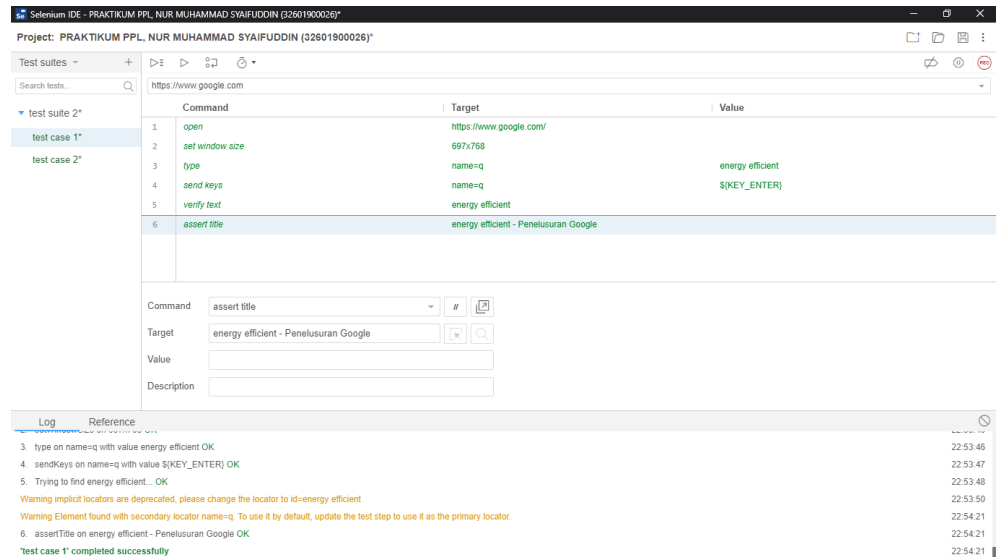 Selenium IDE - PRAKTIKUM PPL, NUR MUHAMMAD SYAIFUDDIN (32601900026)*
Project: PRAKTIKUM PPL, NUR MUHAMMAD SYAIFUDDIN (32601900026)*
Test suites
REC
Search tests...
https://www.google.com
test suite 2*
test case 1*
test case 2*
Command Target Value
1 open https://www.google.com/
2 set window size 697x768
3 type name=q energy efficient
4 send keys name=q ${KEY_ENTER}
5 verify text energy efficient
6 assert title energy efficient - Penelusuran Google
Command assert title //
Target energy efficient - Penelusuran Google
Value
Description
Log Reference
3. type on name=q with value energy efficient OK 22:53:46
4. sendKeys on name=q with value ${KEY_ENTER} OK 22:53:47
5. Trying to find energy efficient... OK 22:53:48
Warning implicit locators are deprecated, please change the locator to id=energy efficient 22:53:50
Warning Element found with secondary locator name=q. To use it by default, update the test step to use it as the primary locator. 22:54:21
6. assertTitle on energy efficient - Penelusuran Google OK 22:54:21
'test case 1' completed successfully 22:54:21